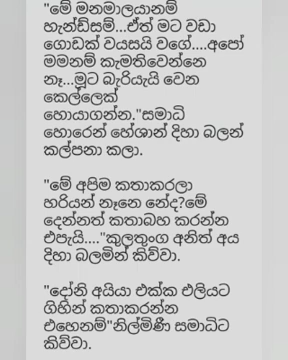 "මේ මනමාලයානම්
හැන්ඩ්සම්...ඒත් මට වඩා
ගොඩක් වයසයි වගේ....අපෝ
මමනම් කැමතිවෙන්නෙ
නෑ...මූට බැරියැයි වෙන
කෙල්ලෙක්
හොයාගන්න."සමාධි
හොරෙන් හේශාන් දිහා බලන්
කල්පනා කලා.
"මේ අපිම කතාකරලා
හරියන් නෑනෙ නේද?මේ
දෙන්නත් කතාබහ කරන්න
එපැයි...."කුලතුංග අනිත් අය
දිහා බලමින් කිව්වා.
"දෝනි අයියා එක්ක එලියට
ගිහින් කතාකරන්න
එහෙනම්"නිල්මිණී සමාධිට
කිව්වා.